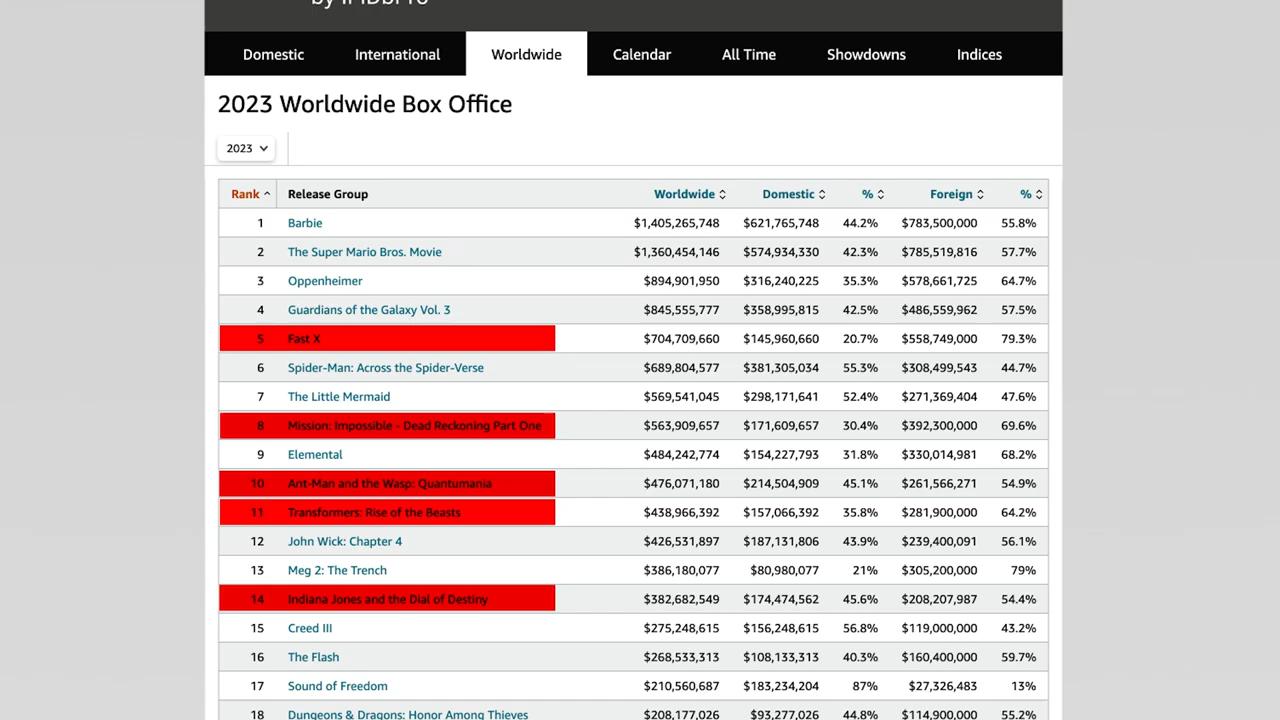 Domestic International Worldwide Calendar All Time Showdowns Indices
2023 Worldwide Box Office
2023
Rank Release Group Worldwide Domestic % Foreign %
1 Barbie $1,405,265,748 $621,765,748 44.2% $783,500,000 55.8%
2 The Super Mario Bros. Movie $1,360,454,146 $574,934,330 42.3% $785,519,816 57.7%
3 Oppenheimer $894,901,950 $316,240,225 35.3% $578,661,725 64.7%
4 Guardians of the Galaxy Vol. 3 $845,555,777 $358,995,815 42.5% $486,559,962 57.5%
5 Fast X $704,709,660 $145,960,660 20.7% $558,749,000 79.3%
6 Spider-Man: Across the Spider-Verse $689,804,577 $381,305,034 55.3% $308,499,543 44.7%
7 The Little Mermaid $569,541,045 $298,171,641 52.4% $271,369,404 47.6%
8 Mission: Impossible - Dead Reckoning Part One $563,909,657 $171,609,657 30.4% $392,300,000 69.6%
9 Elemental $484,242,774 $154,227,793 31.8% $330,014,981 68.2%
10 Ant-Man and the Wasp: Quantumania $476,071,180 $214,504,909 45.1% $261,566,271 54.9%
11 Transformers: Rise of the Beasts $438,966,392 $157,066,392 35.8% $281,900,000 64.2%
12 John Wick: Chapter 4 $426,531,897 $187,131,806 43.9% $239,400,091 56.1%
13 Meg 2: The Trench $386,180,077 $80,980,077 21% $305,200,000 79%
14 Indiana Jones and the Dial of Destiny $382,682,549 $174,474,562 45.6% $208,207,987 54.4%
15 Creed III $275,248,615 $156,248,615 56.8% $119,000,000 43.2%
16 The Flash $268,533,313 $108,133,313 40.3% $160,400,000 59.7%
17 Sound of Freedom $210,560,687 $183,234,204 87% $27,326,483 13%
18 Dungeons & Dragons: Honor Among Thieves $208,177,026 $93,277,026 44.8% $114,900,000 55.2%